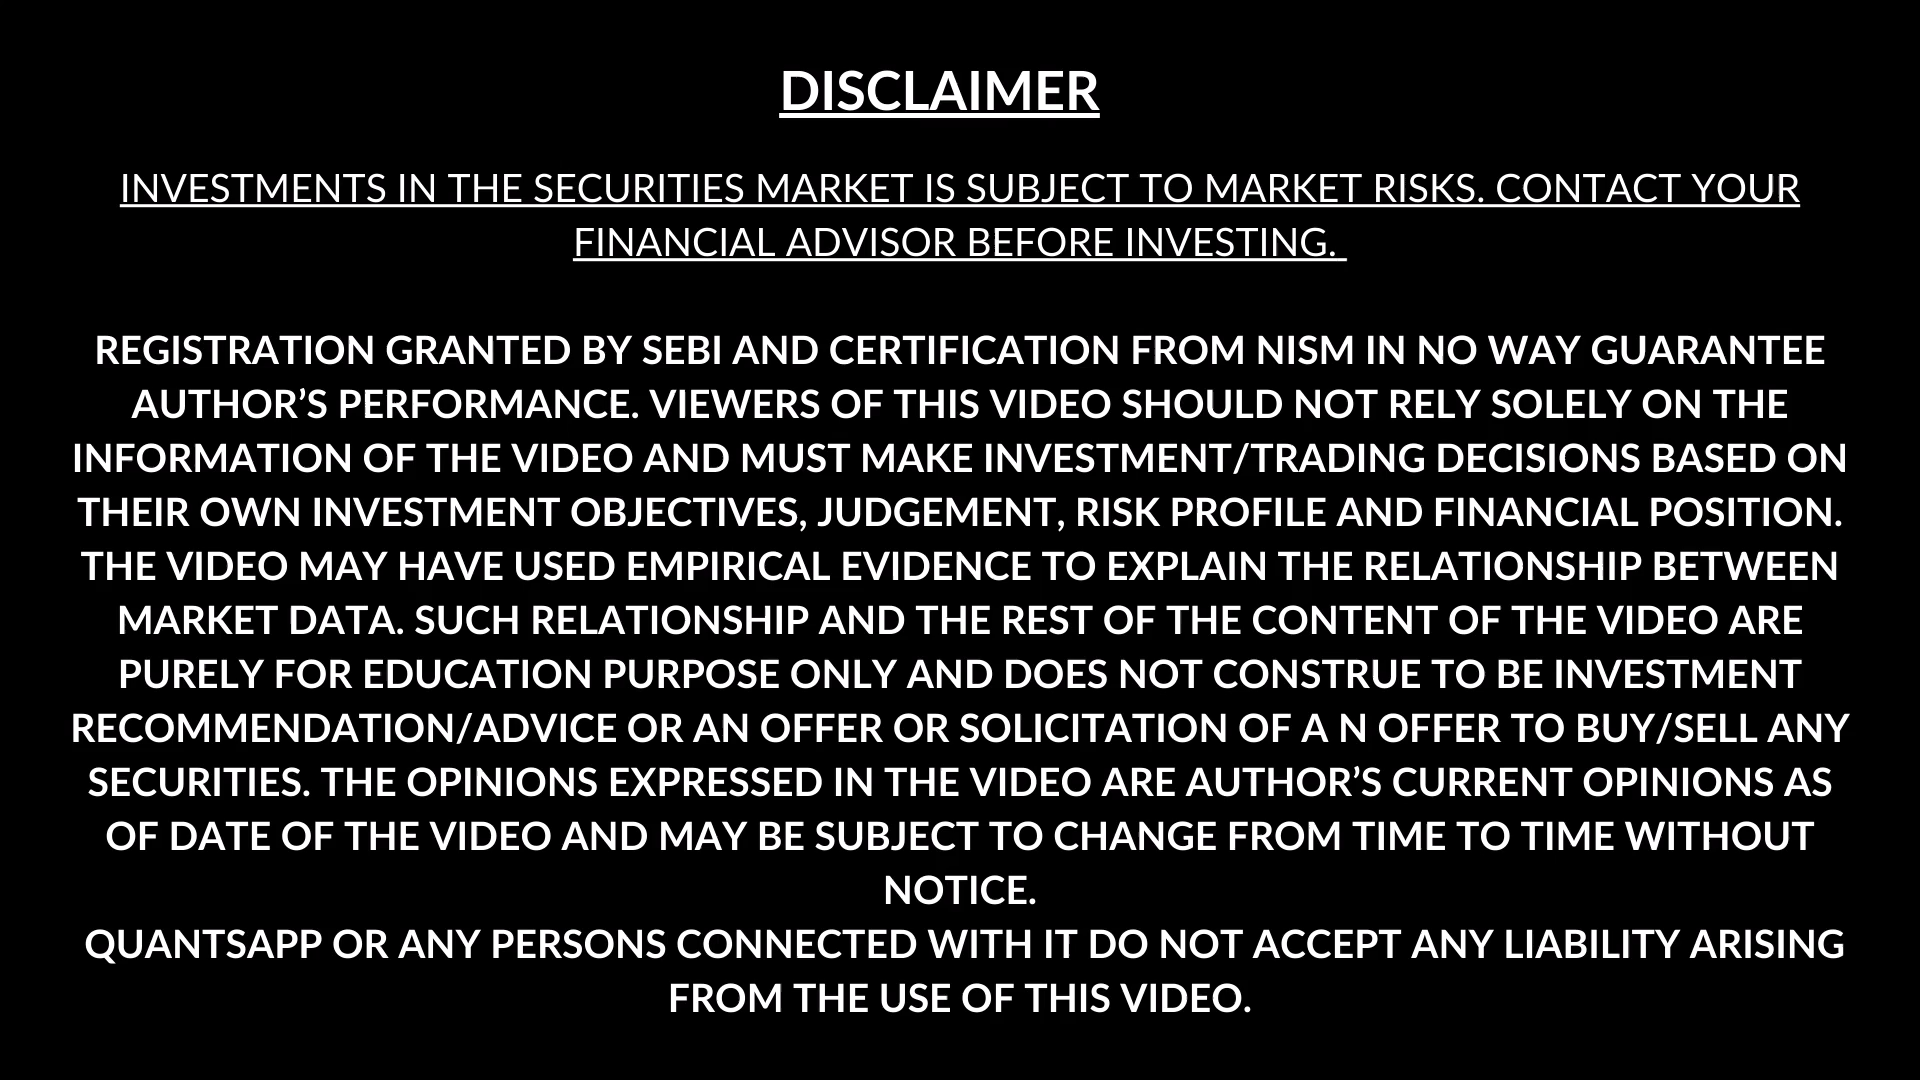 DISCLAIMER
INVESTMENTS IN THE SECURITIES MARKET IS SUBJECT TO MARKET RISKS. CONTACT YOUR
FINANCIAL ADVISOR BEFORE INVESTING.
REGISTRATION GRANTED BY SEBI AND CERTIFICATION FROM NISM IN NO WAY GUARANTEE
AUTHOR’S PERFORMANCE. VIEWERS OF THIS VIDEO SHOULD NOT RELY SOLELY ON THE
INFORMATION OF THE VIDEO AND MUST MAKE INVESTMENT/TRADING DECISIONS BASED ON
THEIR OWN INVESTMENT OBJECTIVES, JUDGEMENT, RISK PROFILE AND FINANCIAL POSITION.
THE VIDEO MAY HAVE USED EMPIRICAL EVIDENCE TO EXPLAIN THE RELATIONSHIP BETWEEN
MARKET DATA. SUCH RELATIONSHIP AND THE REST OF THE CONTENT OF THE VIDEO ARE
PURELY FOR EDUCATION PURPOSE ONLY AND DOES NOT CONSTRUE TO BE INVESTMENT
RECOMMENDATION/ADVICE OR AN OFFER OR SOLICITATION OF A N OFFER TO BUY/SELL ANY
SECURITIES. THE OPINIONS EXPRESSED IN THE VIDEO ARE AUTHOR’S CURRENT OPINIONS AS
OF DATE OF THE VIDEO AND MAY BE SUBJECT TO CHANGE FROM TIME TO TIME WITHOUT
NOTICE.
QUANTSAPP OR ANY PERSONS CONNECTED WITH IT DO NOT ACCEPT ANY LIABILITY ARISING
FROM THE USE OF THIS VIDEO.